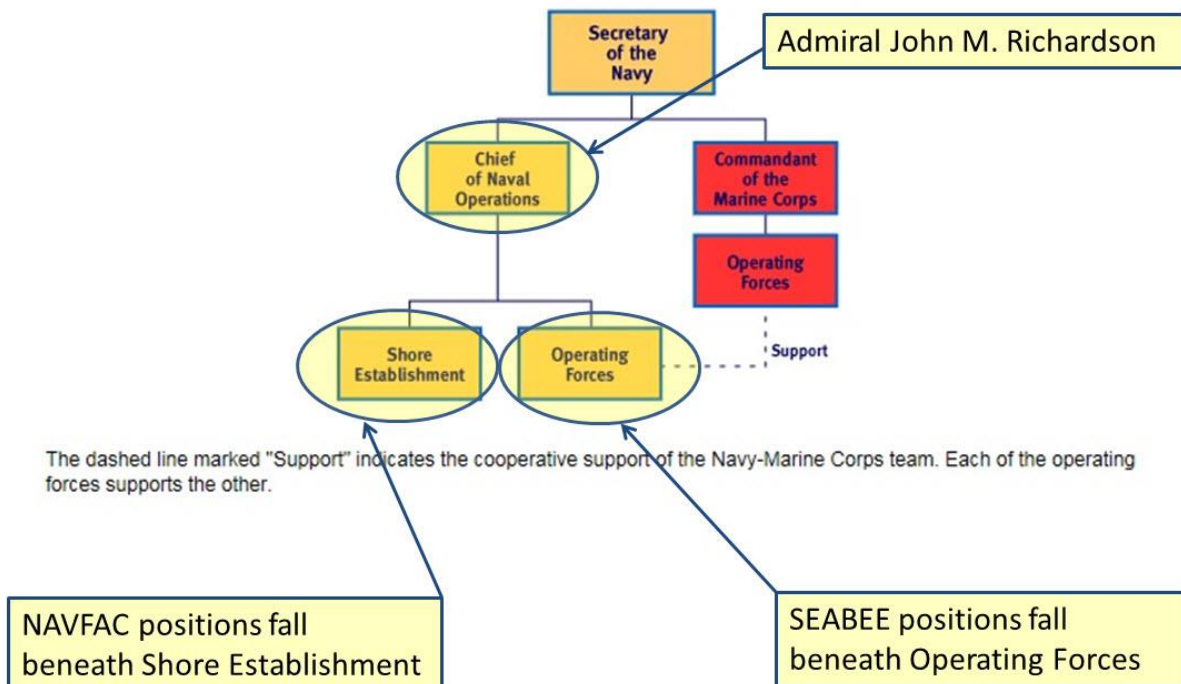 Secretary
of the
Navy
Admiral John M. Richardson
Chief
of Naval
Operations
Commandant
of the
Marine Corps
Operating
Forces
Shore
Establishment
Operating
Forces
Support
The dashed line marked "Support" indicates the cooperative support of the Navy-Marine Corps team. Each of the operating
forces supports the other.
NAVFAC positions fall
beneath Shore Establishment
SEABEE positions fall
beneath Operating Forces